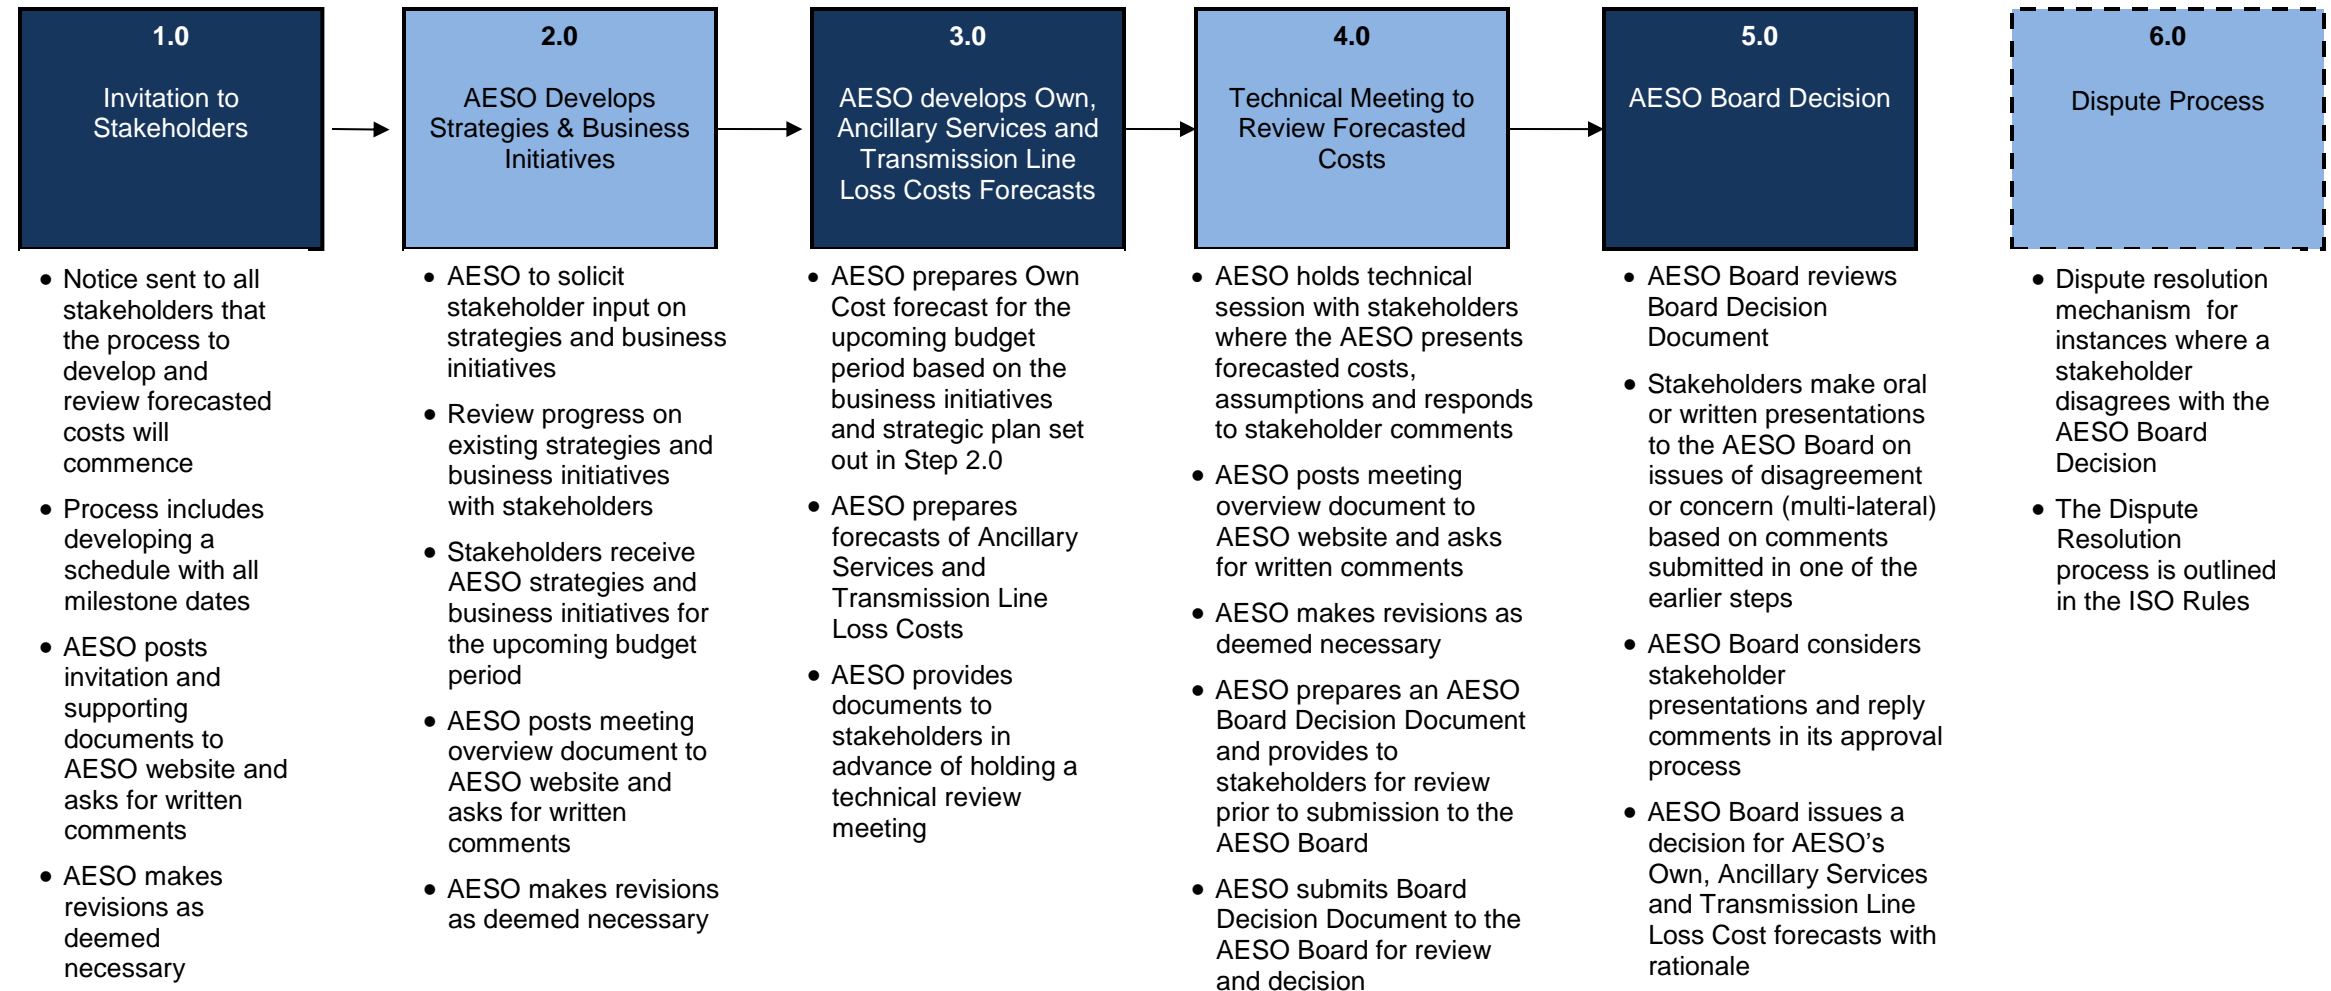 1.0
Invitation to
Stakeholders
2.0
AESO Develops
Strategies & Business
Initiatives
3.0
AESO develops Own,
Ancillary Services and
Transmission Line
Loss Costs Forecasts
4.0
Technical Meeting to
Review Forecasted
Costs
5.0
AESO Board Decision
6.0
Dispute Process
• Notice sent to all
stakeholders that
the process to
develop and
review forecasted
costs will
commence
• Process includes
developing a
schedule with all
milestone dates
• AESO posts
invitation and
supporting
documents to
AESO website and
asks for written
comments
• AESO makes
revisions as
deemed
necessary
• AESO to solicit
stakeholder input on
strategies and business
initiatives
• Review progress on
existing strategies and
business initiatives
with stakeholders
• Stakeholders receive
AESO strategies and
business initiatives for
the upcoming budget
period
• AESO posts meeting
overview document to
AESO website and
asks for written
comments
• AESO makes revisions
as deemed necessary
• AESO prepares Own
Cost forecast for the
upcoming budget
period based on the
business initiatives
and strategic plan set
out in Step 2.0
• AESO prepares
forecasts of Ancillary
Services and
Transmission Line
Loss Costs
• AESO provides
documents to
stakeholders in
advance of holding a
technical review
meeting
• AESO holds technical
session with stakeholders
where the AESO presents
forecasted costs,
assumptions and responds
to stakeholder comments
• AESO posts meeting
overview document to
AESO website and asks
for written comments
• AESO makes revisions as
deemed necessary
• AESO prepares an AESO
Board Decision Document
and provides to
stakeholders for review
prior to submission to the
AESO Board
• AESO submits Board
Decision Document to the
AESO Board for review
and decision
• AESO Board reviews
Board Decision
Document
• Stakeholders make oral
or written presentations
to the AESO Board on
issues of disagreement
or concern (multi-lateral)
based on comments
submitted in one of the
earlier steps
• AESO Board considers
stakeholder
presentations and reply
comments in its approval
process
• AESO Board issues a
decision for AESO’s
Own, Ancillary Services
and Transmission Line
Loss Cost forecasts with
rationale
• Dispute resolution
mechanism for
instances where a
stakeholder
disagrees with the
AESO Board
Decision
• The Dispute
Resolution
process is outlined
in the ISO Rules